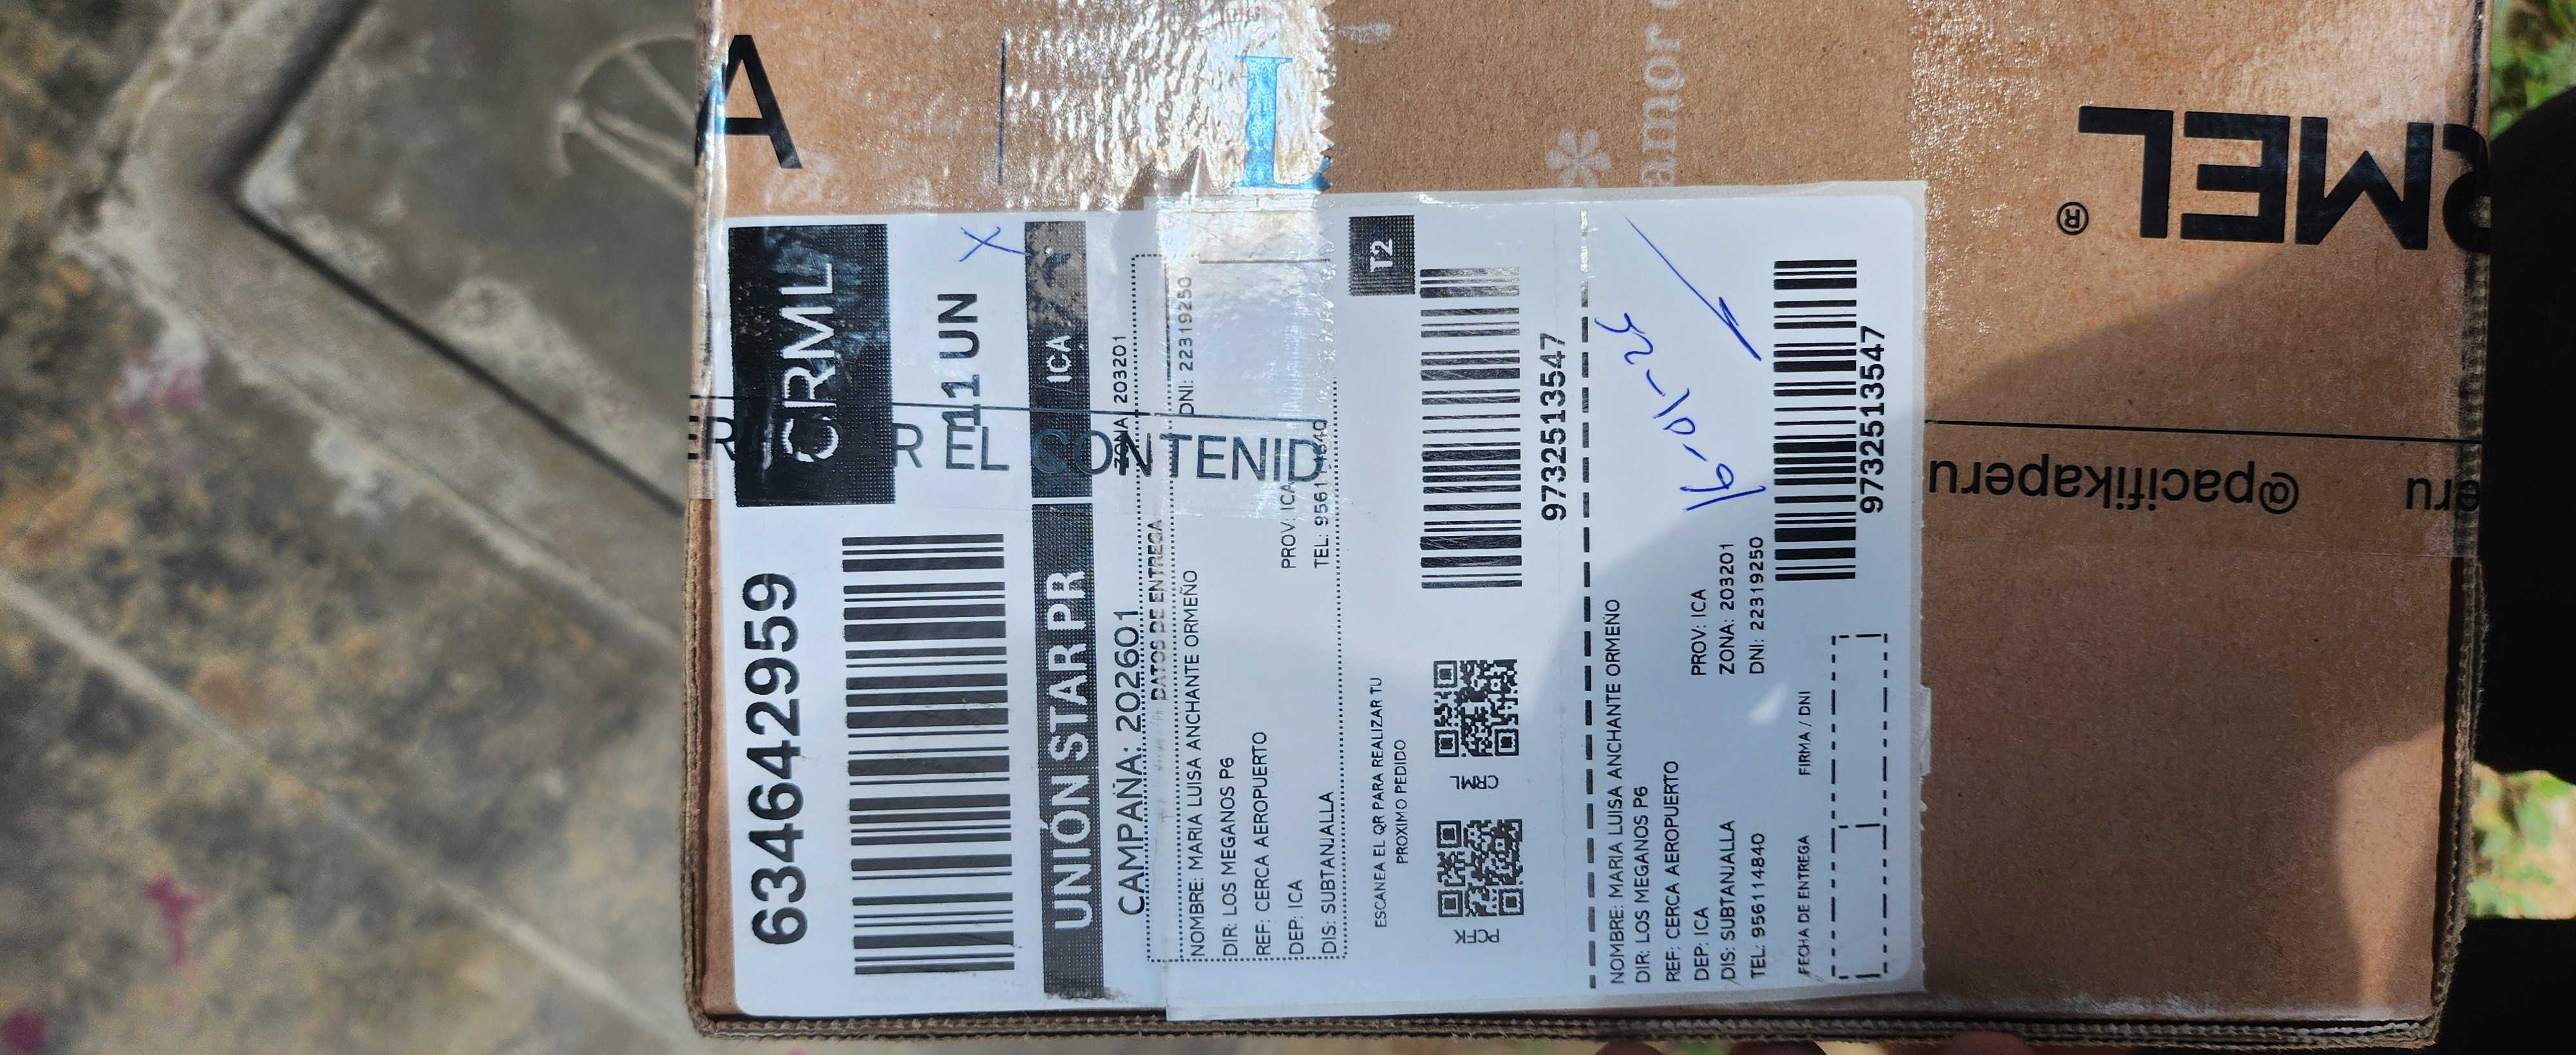 A
L
amor
CRML
634642959
11 UN
X
UNIÓN STAR PR
ICA
R EL CONTENID
CAMPAÑA: 202601
ZONA 203201
DATOS DE ENTREGA
NOMBRE: MARIA LUISA ANCHANTE ORMEÑO
DNI: 22319250
DIR: LOS MEGANOS P6
REF: CERCA AEROPUERTO
DEP: ICA
PROV: ICA
DIS: SUBTANJALLA
TEL: 956114840
T2
ESCANEA EL QR PARA REALIZAR TU
PROXIMO PEDIDO
PCFK
CRML
9732513547
NOMBRE: MARIA LUISA ANCHANTE ORMEÑO
DIR: LOS MEGANOS P6
REF: CERCA AEROPUERTO
DEP: ICA
PROV: ICA
DIS: SUBTANJALLA
ZONA: 203201
TEL: 956114840
DNI: 22319250
16-01-26
FECHA DE ENTREGA
FIRMA / DNI
9732513547
RMEL®
@pacifikaperu
eru